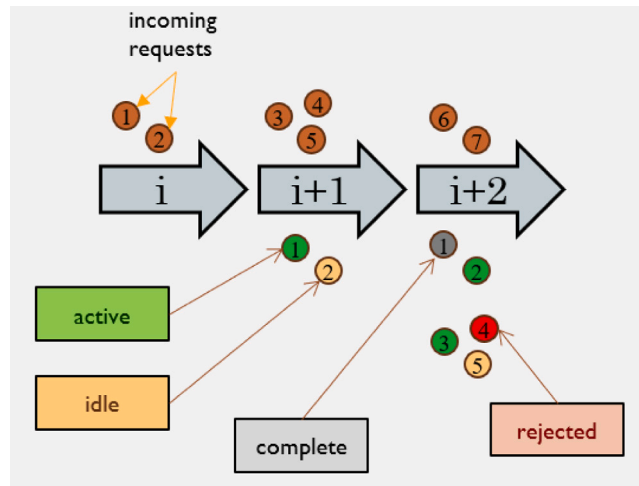 incoming
requests
1
2
3
4
5
6
7
i
i+1
i+2
1
2
1
2
active
3
4
5
idle
complete
rejected